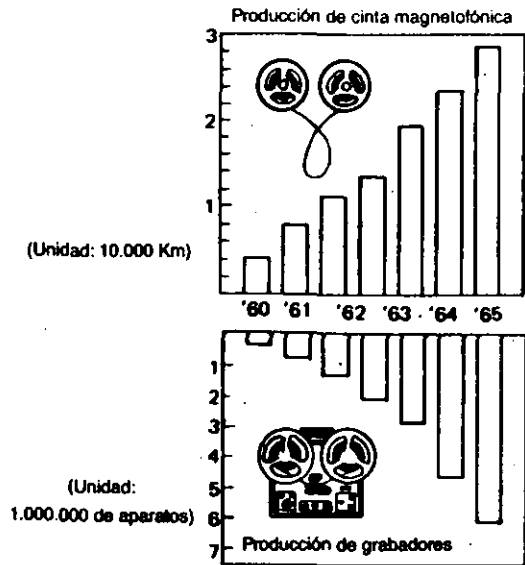 Producción de cinta magnetofónica
3
2
1
(Unidad: 10.000 Km)
'60 '61 '62 '63 '64 '65
1
2
3
4
5
6
7
(Unidad:
1.000.000 de aparatos)
Producción de grabadores